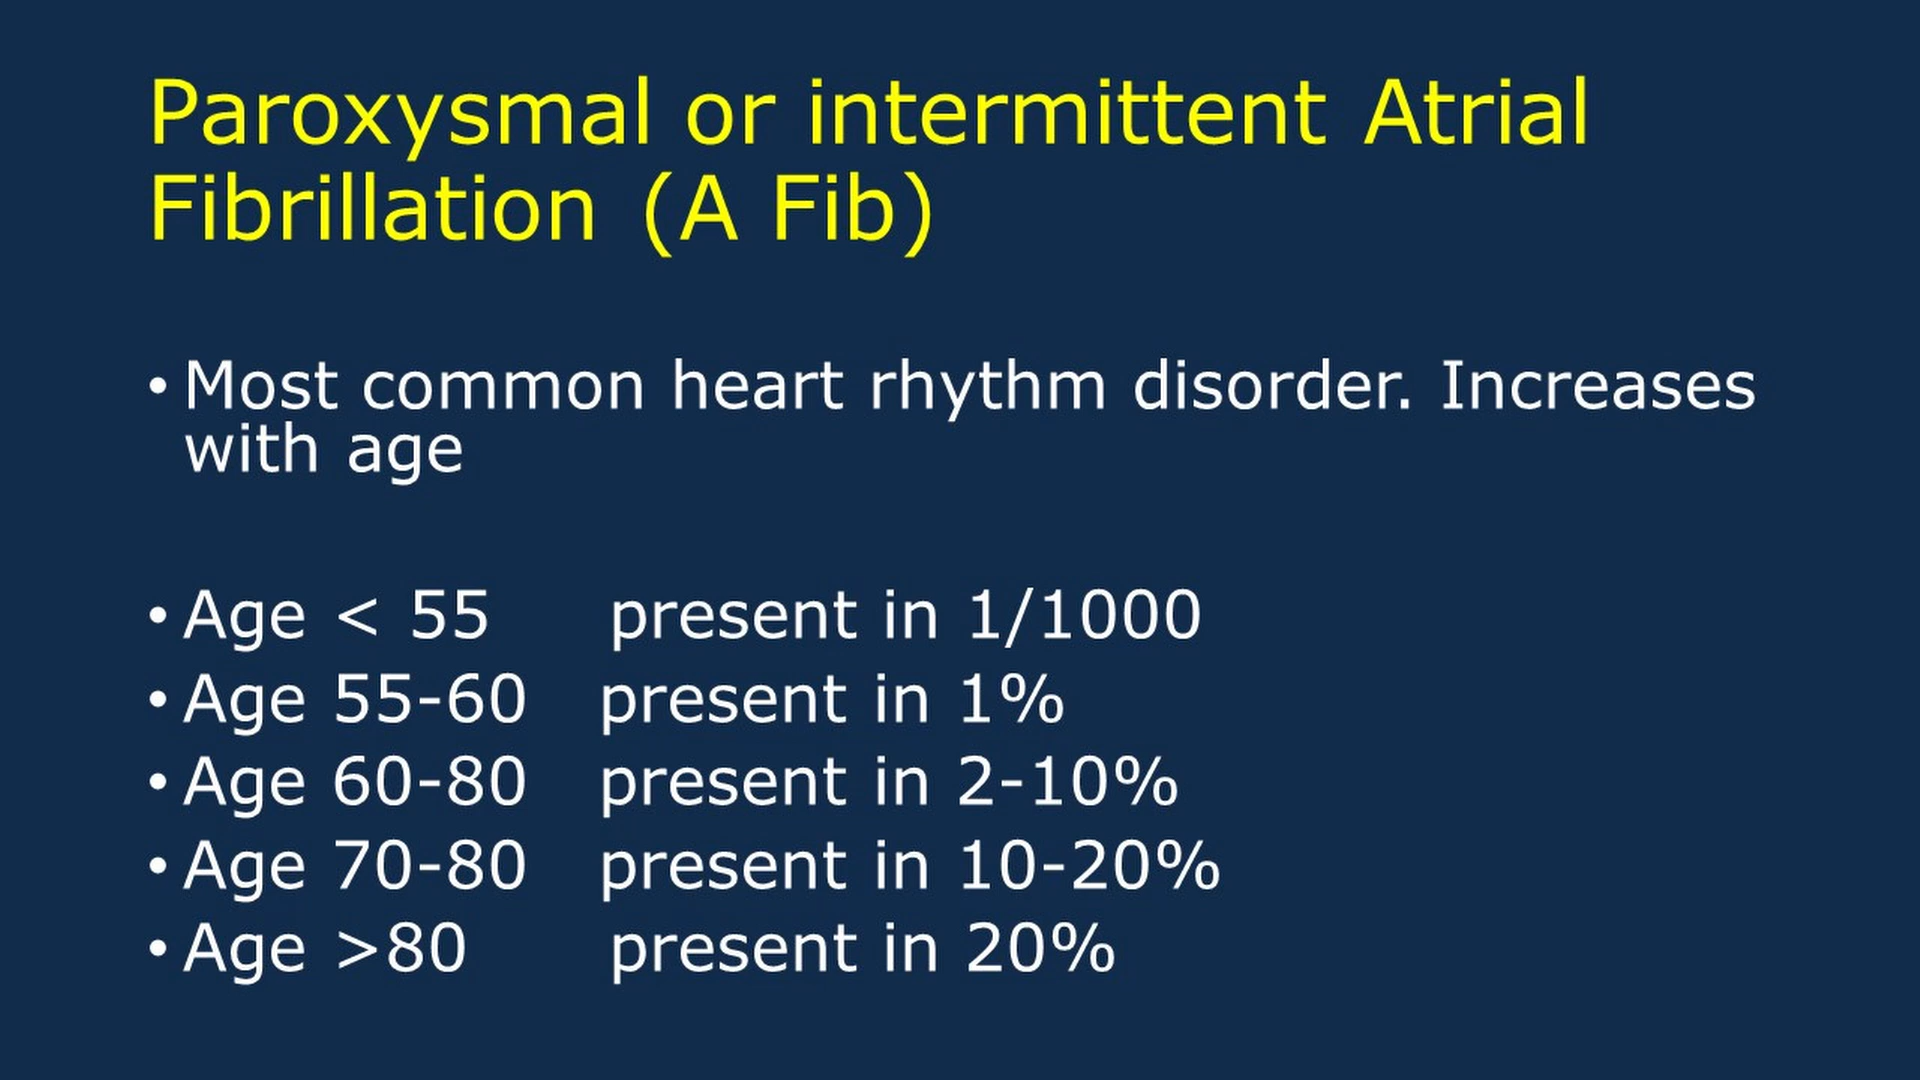 Paroxysmal or intermittent Atrial
Fibrillation (A Fib)
• Most common heart rhythm disorder. Increases
with age
• Age < 55 present in 1/1000
• Age 55-60 present in 1%
• Age 60-80 present in 2-10%
• Age 70-80 present in 10-20%
• Age >80 present in 20%